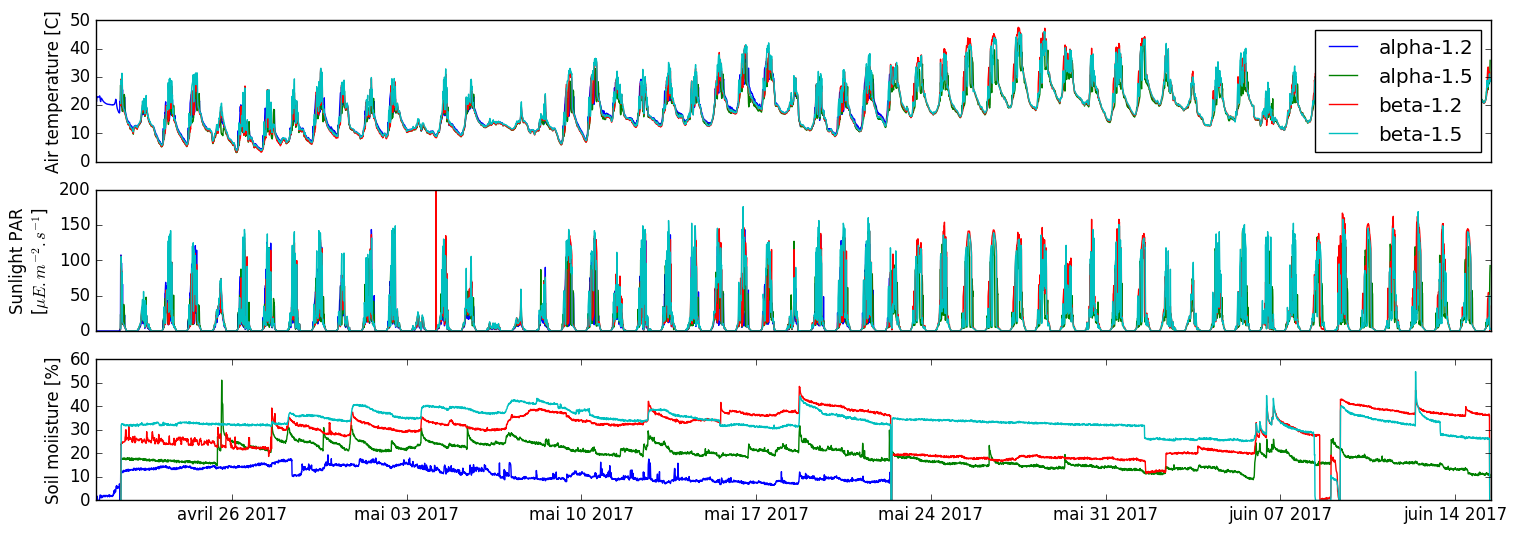 Air temperature [C]
50
40
30
20
10
0
alpha-1.2
alpha-1.5
beta-1.2
beta-1.5
Sunlight PAR
[μE.m⁻².s⁻¹]
200
150
100
50
0
Soil moiisture [%]
60
50
40
30
20
10
0
avril 26 2017 mai 03 2017 mai 10 2017 mai 17 2017 mai 24 2017 mai 31 2017 juin 07 2017 juin 14 2017